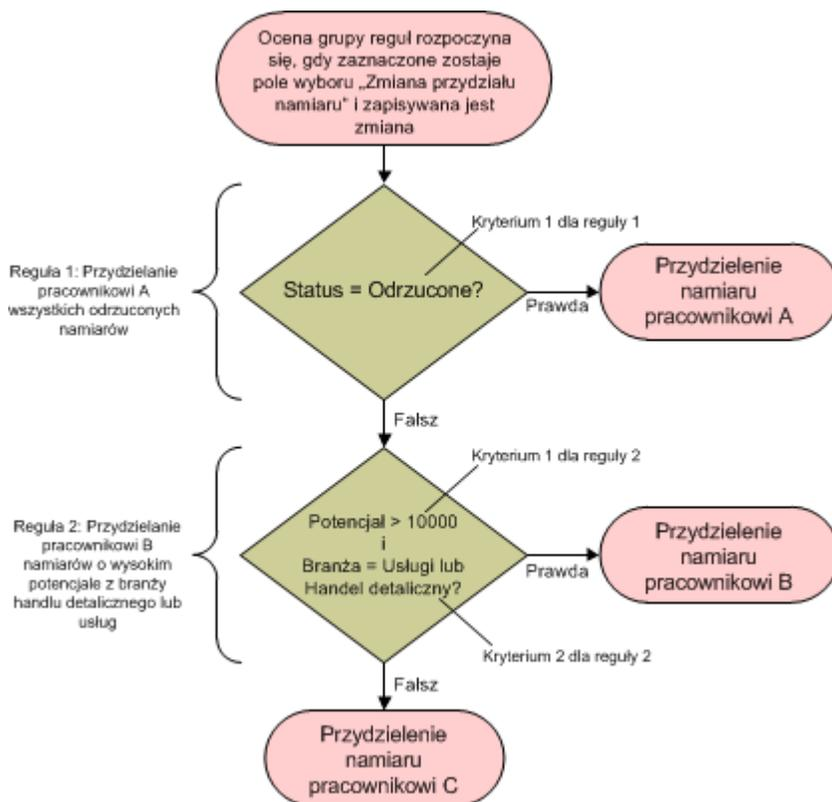 Ocena grupy reguł rozpoczyna
się, gdy zaznaczone zostaje
pole wyboru „Zmiana przydziału
namiaru” i zapisywana jest
zmiana
Kryterium 1 dla reguły 1
Reguła 1: Przydzielanie
pracownikowi A
wszystkich odrzuconych
namiarów
Status = Odrzucone?
Prawda
Przydzielenie
namiaru
pracownikowi A
Fałsz
Kryterium 1 dla reguły 2
Reguła 2: Przydzielanie
pracownikowi B
namiarów o wysokim
potencjale z branży
handlu detalicznego lub
usług
Potencjał > 10000
i
Branża = Usługi lub
Handel detaliczny?
Prawda
Przydzielenie
namiaru
pracownikowi B
Kryterium 2 dla reguły 2
Fałsz
Przydzielenie
namiaru
pracownikowi C